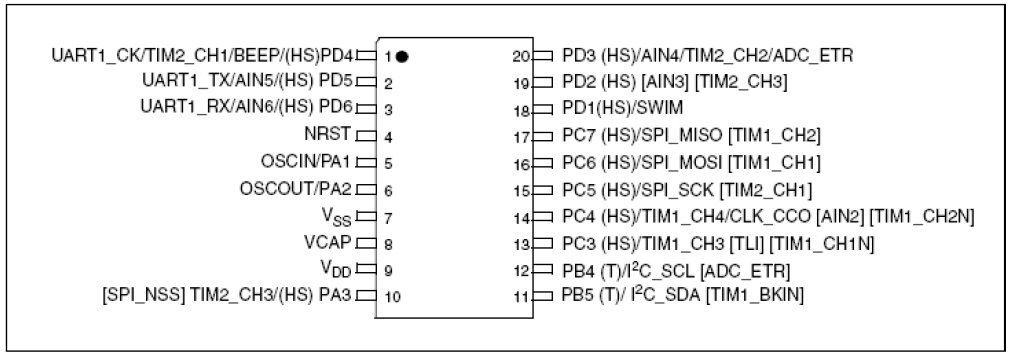 UART1_CK/TIM2_CH1/BEEP/(HS)PD4 1 20 PD3 (HS)/AIN4/TIM2_CH2/ADC_ETR
UART1_TX/AIN5/(HS) PD5 2 19 PD2 (HS) [AIN3] [TIM2_CH3]
UART1_RX/AIN6/(HS) PD6 3 18 PD1(HS)/SWIM
NRST 4 17 PC7 (HS)/SPI_MISO [TIM1_CH2]
OSCIN/PA1 5 16 PC6 (HS)/SPI_MOSI [TIM1_CH1]
OSCOUT/PA2 6 15 PC5 (HS)/SPI_SCK [TIM2_CH1]
VSS 7 14 PC4 (HS)/TIM1_CH4/CLK_CCO [AIN2] [TIM1_CH2N]
VCAP 8 13 PC3 (HS)/TIM1_CH3 [TLI] [TIM1_CH1N]
VDD 9 12 PB4 (T)/I2C_SCL [ADC_ETR]
[SPI_NSS] TIM2_CH3/(HS) PA3 10 11 PB5 (T)/ I2C_SDA [TIM1_BKIN]